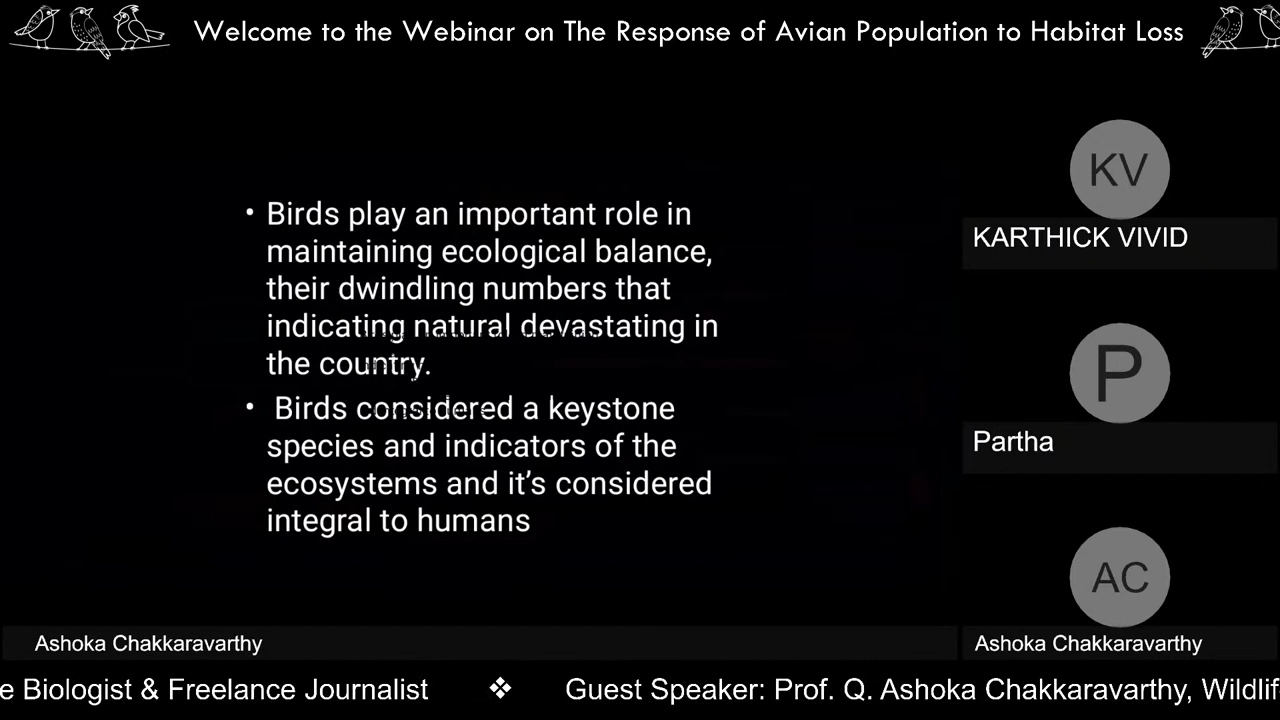 Welcome to the Webinar on The Response of Avian Population to Habitat Loss
• Birds play an important role in
maintaining ecological balance,
their dwindling numbers that
indicating natural devastating in
the country.
• Birds considered a keystone
species and indicators of the
ecosystems and it’s considered
integral to humans
KV
KARTHICK VIVID
P
Partha
AC
Ashoka Chakkaravarthy
Ashoka Chakkaravarthy
e Biologist & Freelance Journalist ❖ Guest Speaker: Prof. Q. Ashoka Chakkaravarthy, Wildlif